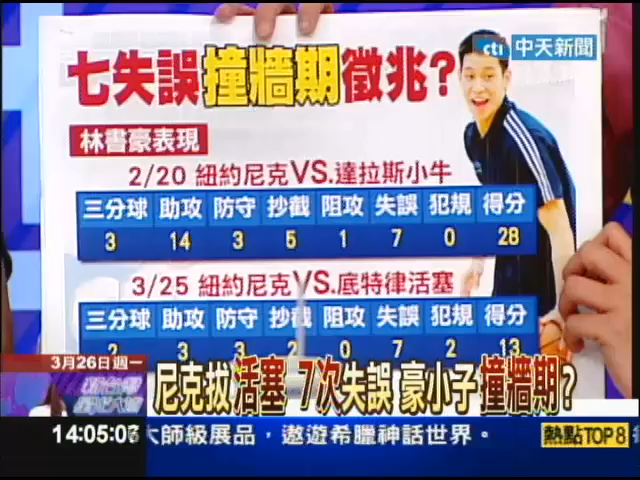 cti 中天新聞
七失誤撞牆期徵兆?
林書豪表現
2/20 紐約尼克VS.達拉斯小牛
三分球 助攻 防守 抄截 阻攻 失誤 犯規 得分
3 14 3 5 1 7 0 28
3/25 紐約尼克VS.底特律活塞
三分球 助攻 防守 抄截 阻攻 失誤 犯規 得分
2 3 3 2 0 7 2 13
3月26日週一
尼克拔活塞 7次失誤 豪小子撞牆期?
14:05:0
大師級展品，遨遊希臘神話世界。
熱點TOP8